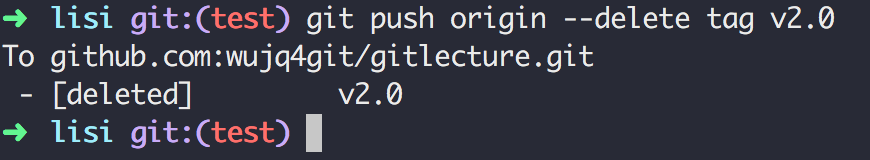 ➜ lisi git:(test) git push origin --delete tag v2.0
To github.com:wujq4git/gitlecture.git
 - [deleted]         v2.0
➜ lisi git:(test)